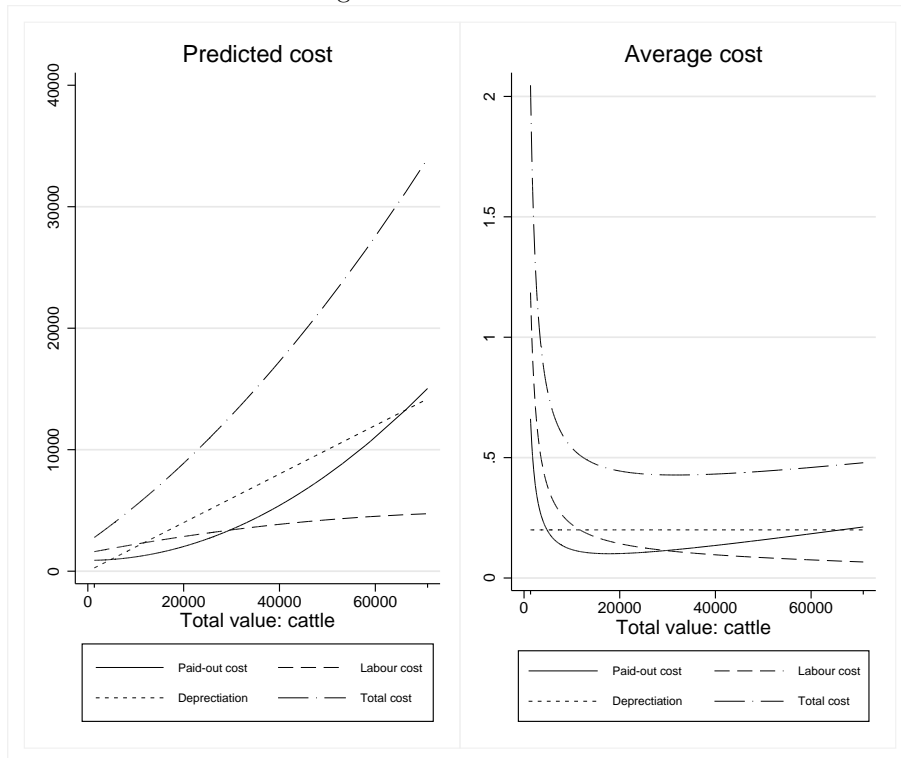 Predicted cost
40000
30000
20000
10000
0
0 20000 40000 60000
Total value: cattle
Paid-out cost Labour cost
Deprectiation Total cost
Average cost
2
1.5
1
.5
0
0 20000 40000 60000
Total value: cattle
Paid-out cost Labour cost
Deprectiation Total cost